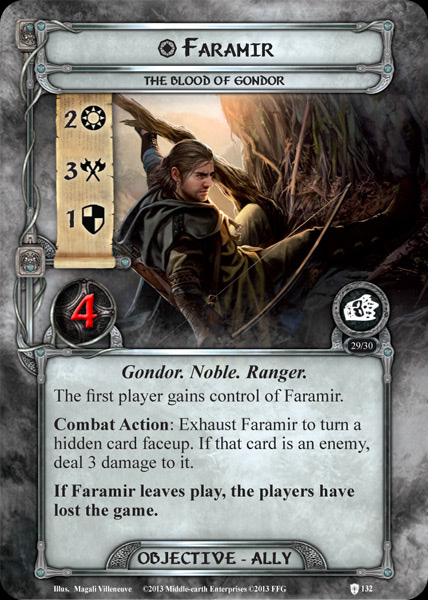 Faramir
The Blood of Gondor
2
3
1
4
29/30
Gondor. Noble. Ranger.
The first player gains control of Faramir.
Combat Action: Exhaust Faramir to turn a
hidden card faceup. If that card is an enemy,
deal 3 damage to it.
If Faramir leaves play, the players have
lost the game.
Objective - Ally
Illus. Magali Villeneuve ©2013 Middle-earth Enterprises ©2013 FFG 132